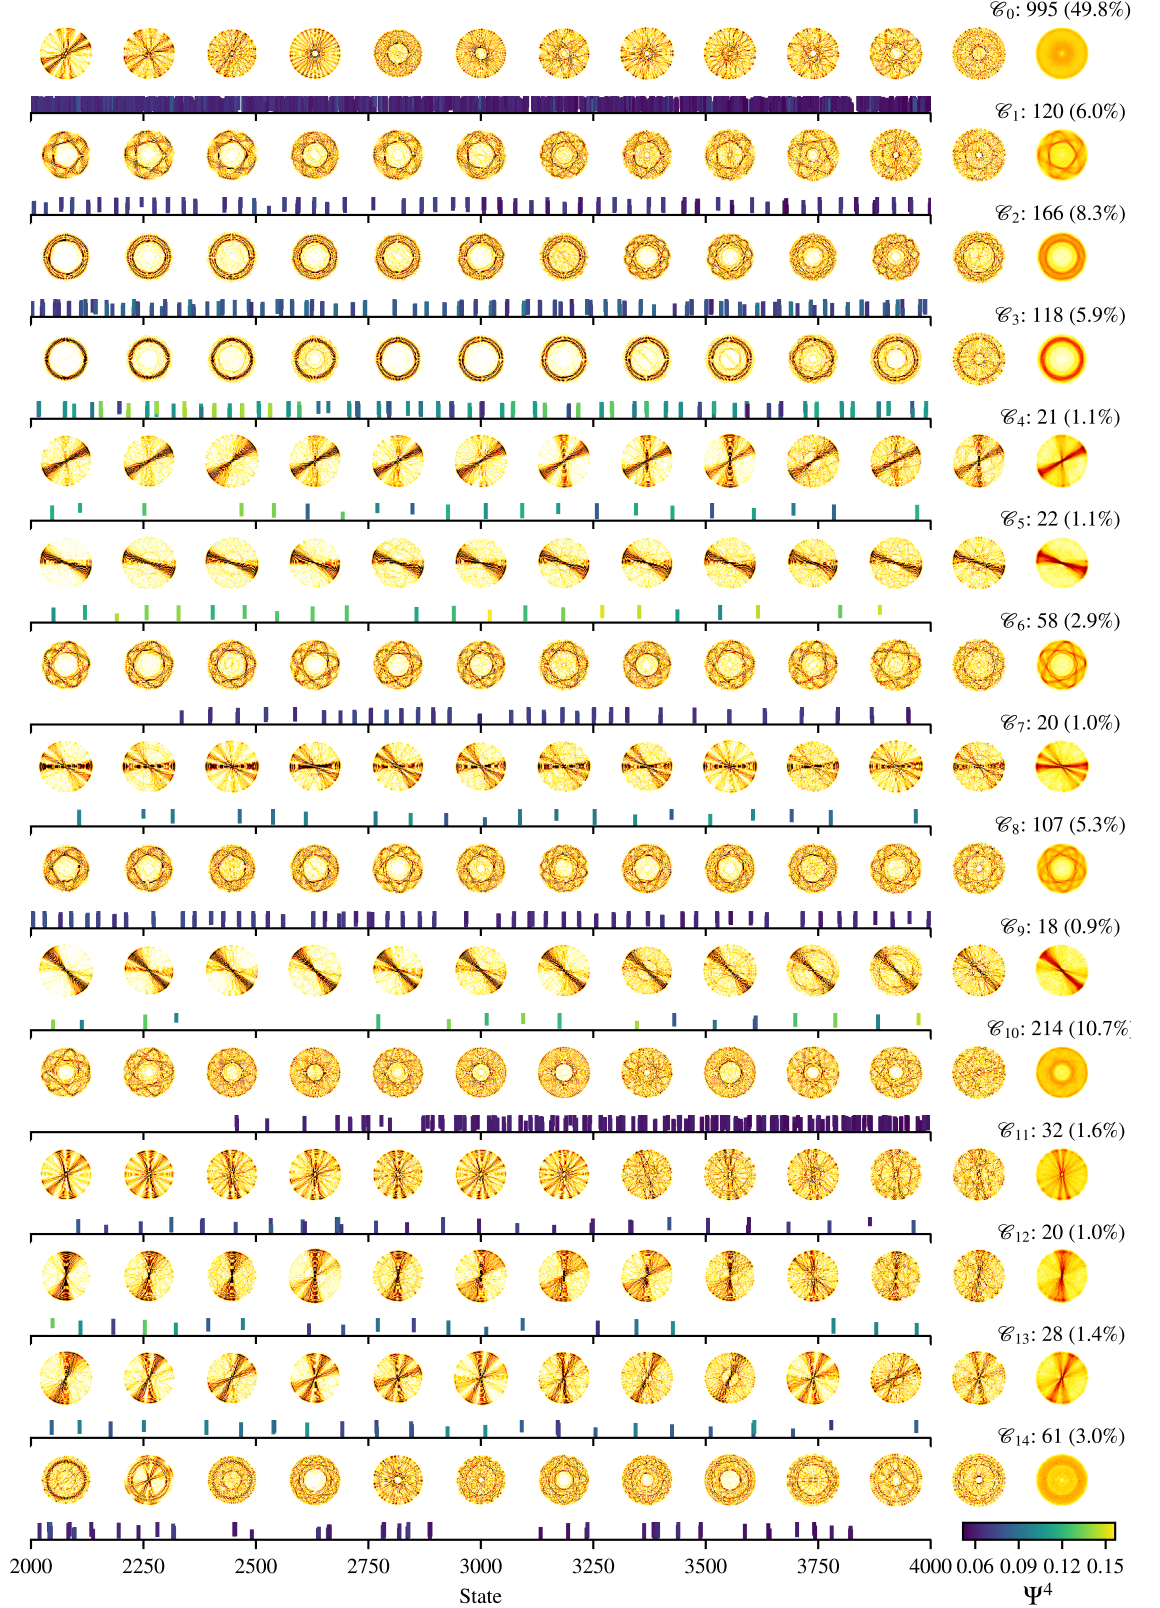 𝒞0: 995 (49.8%)
𝒞1: 120 (6.0%)
𝒞2: 166 (8.3%)
𝒞3: 118 (5.9%)
𝒞4: 21 (1.1%)
𝒞5: 22 (1.1%)
𝒞6: 58 (2.9%)
𝒞7: 20 (1.0%)
𝒞8: 107 (5.3%)
𝒞9: 18 (0.9%)
𝒞10: 214 (10.7%)
𝒞11: 32 (1.6%)
𝒞12: 20 (1.0%)
𝒞13: 28 (1.4%)
𝒞14: 61 (3.0%)
2000 2250 2500 2750 3000 3250 3500 3750 4000
State
0.06 0.09 0.12 0.15
Ψ⁴